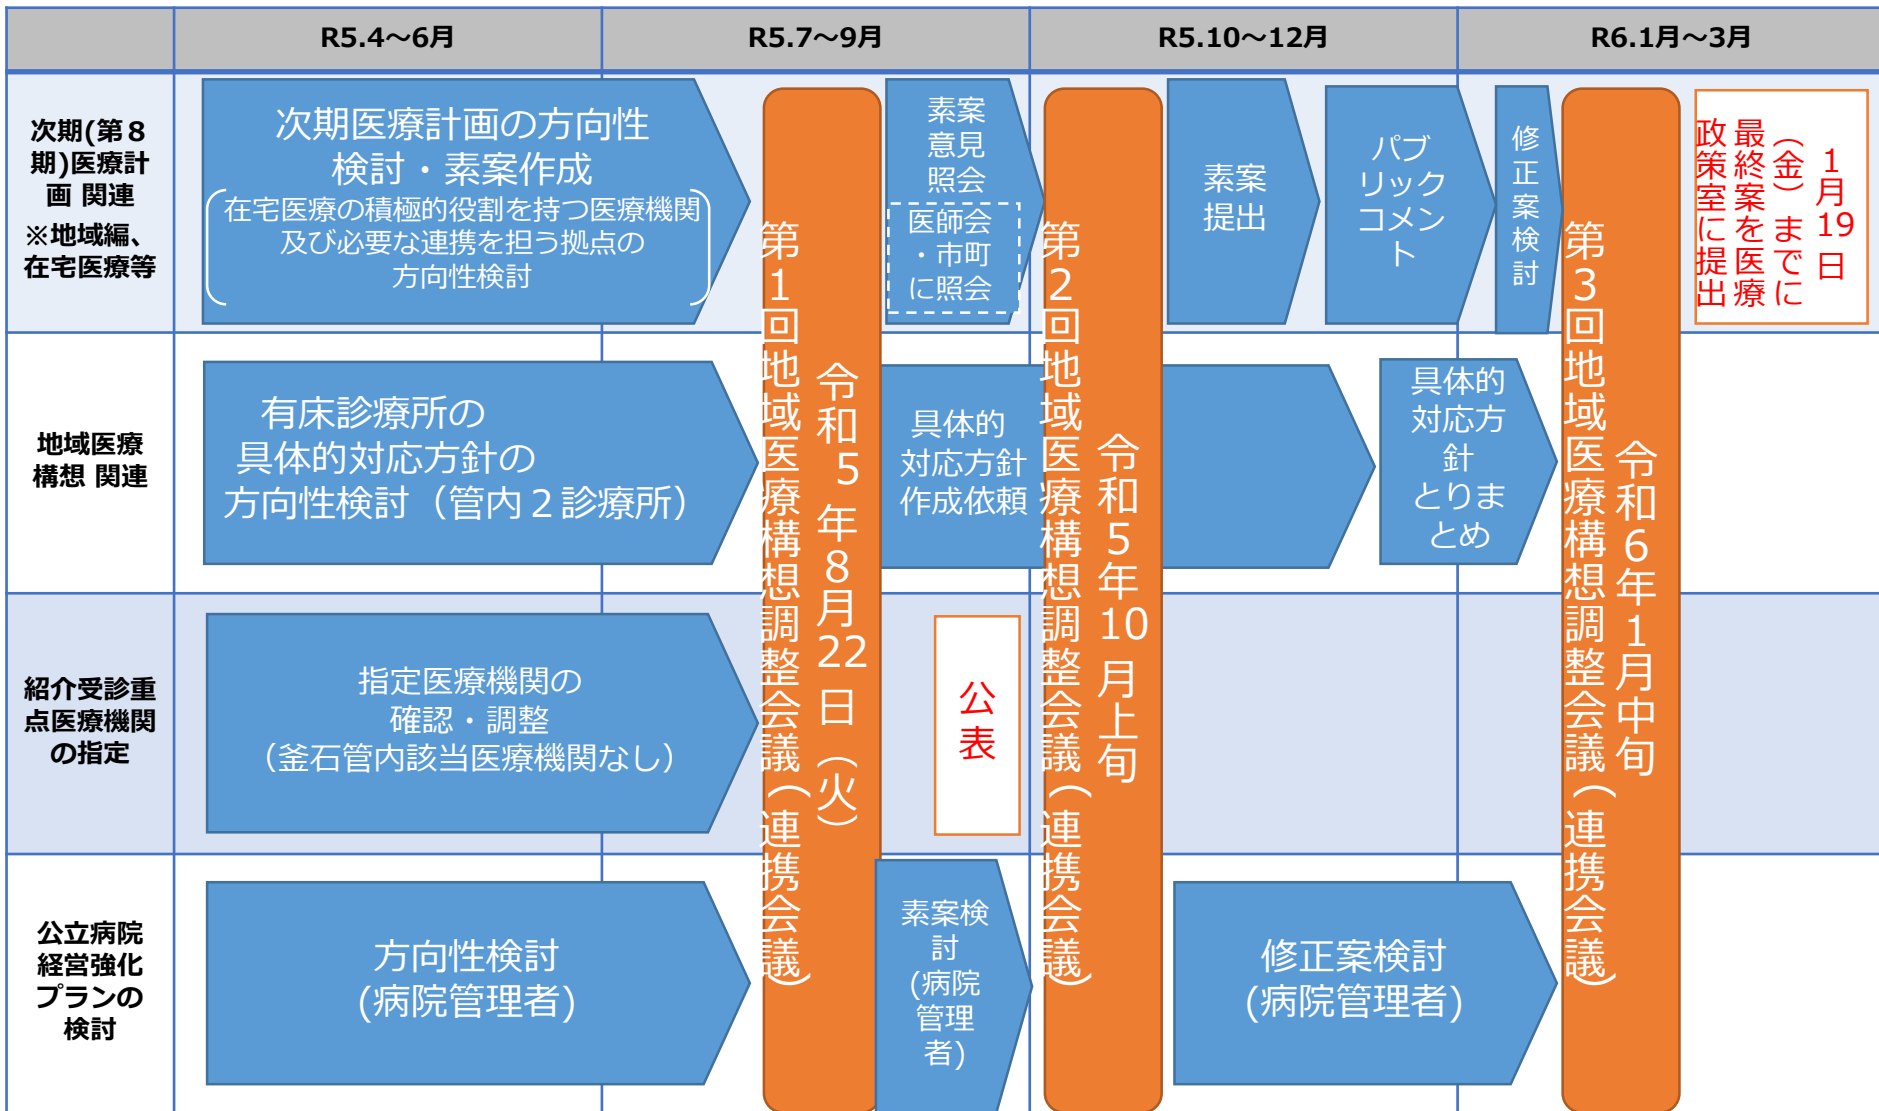 R5.4～6月
R5.7～9月
R5.10～12月
R6.1月～3月
次期(第８
期)医療計
画 関連
※地域編、
在宅医療等
次期医療計画の方向性
検討・素案作成
在宅医療の積極的役割を持つ医療機関
及び必要な連携を担う拠点の
方向性検討
素案
意見
照会
医師会
・市町
に照会
素案
提出
パブ
リック
コメン
ト
修正案検討
1月19日
（金）までに
最終案を医療
政策室に提出
地域医療
構想 関連
有床診療所の
具体的対応方針の
方向性検討（管内２診療所）
具体的
対応方針
作成依頼
具体的
対応方
針
とりま
とめ
紹介受診重
点医療機関
の指定
指定医療機関の
確認・調整
（釜石管内該当医療機関なし）
公表
公立病院
経営強化
プランの
検討
方向性検討
(病院管理者)
素案検
討
(病院
管理
者)
修正案検討
(病院管理者)
第1回地域医療構想調整会議（連携会議）
令和5年8月22日（火）
第2回地域医療構想調整会議（連携会議）
令和5年10月上旬
第3回地域医療構想調整会議（連携会議）
令和6年1月中旬